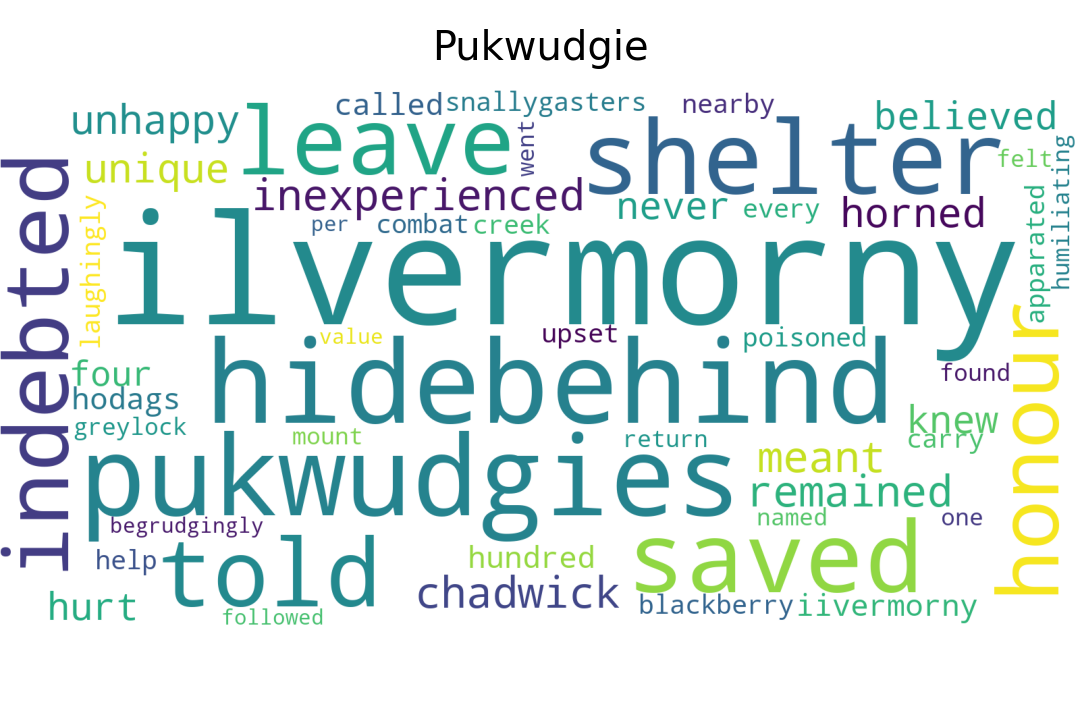 Pukwudgie
called
snallygasters
nearby
believed
unhappy
leave
went
shelter
felt
unique
inexperienced
never
every
horned
humiliating
laughingly
per
combat
creek
apparated
indebted
ilvermorny
value
upset
poisoned
four
hidebehind
found
honour
hodags
greylock
mount
return
knew
carry
pukwudgies
meant
remained
begrudgingly
named
one
help
told
hundred
saved
hurt
followed
chadwick
blackberry
iivermorny